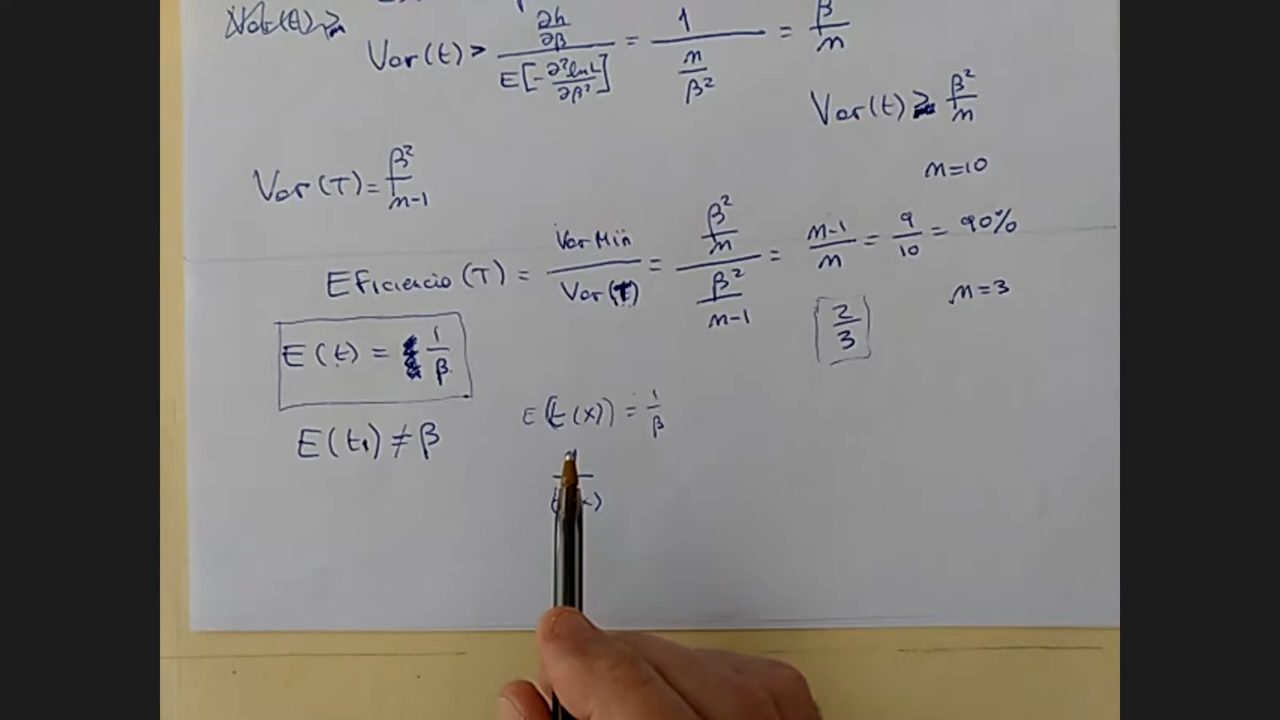 Var(t) >
Var(t) > ∂h/∂β / E[-∂²lnL/∂β²] = 1 / n/β² = β/n
Var(t) ≥ β²/n
Var(T) = β²/n-1
n=10
Eficiencia(T) = Var Min / Var(T) = β²/n / β²/n-1 = n-1/n = 9/10 = 90%
n=3
2/3
E(t) = 1/β
E(t(x)) = 1/β
E(t₁) ≠ β